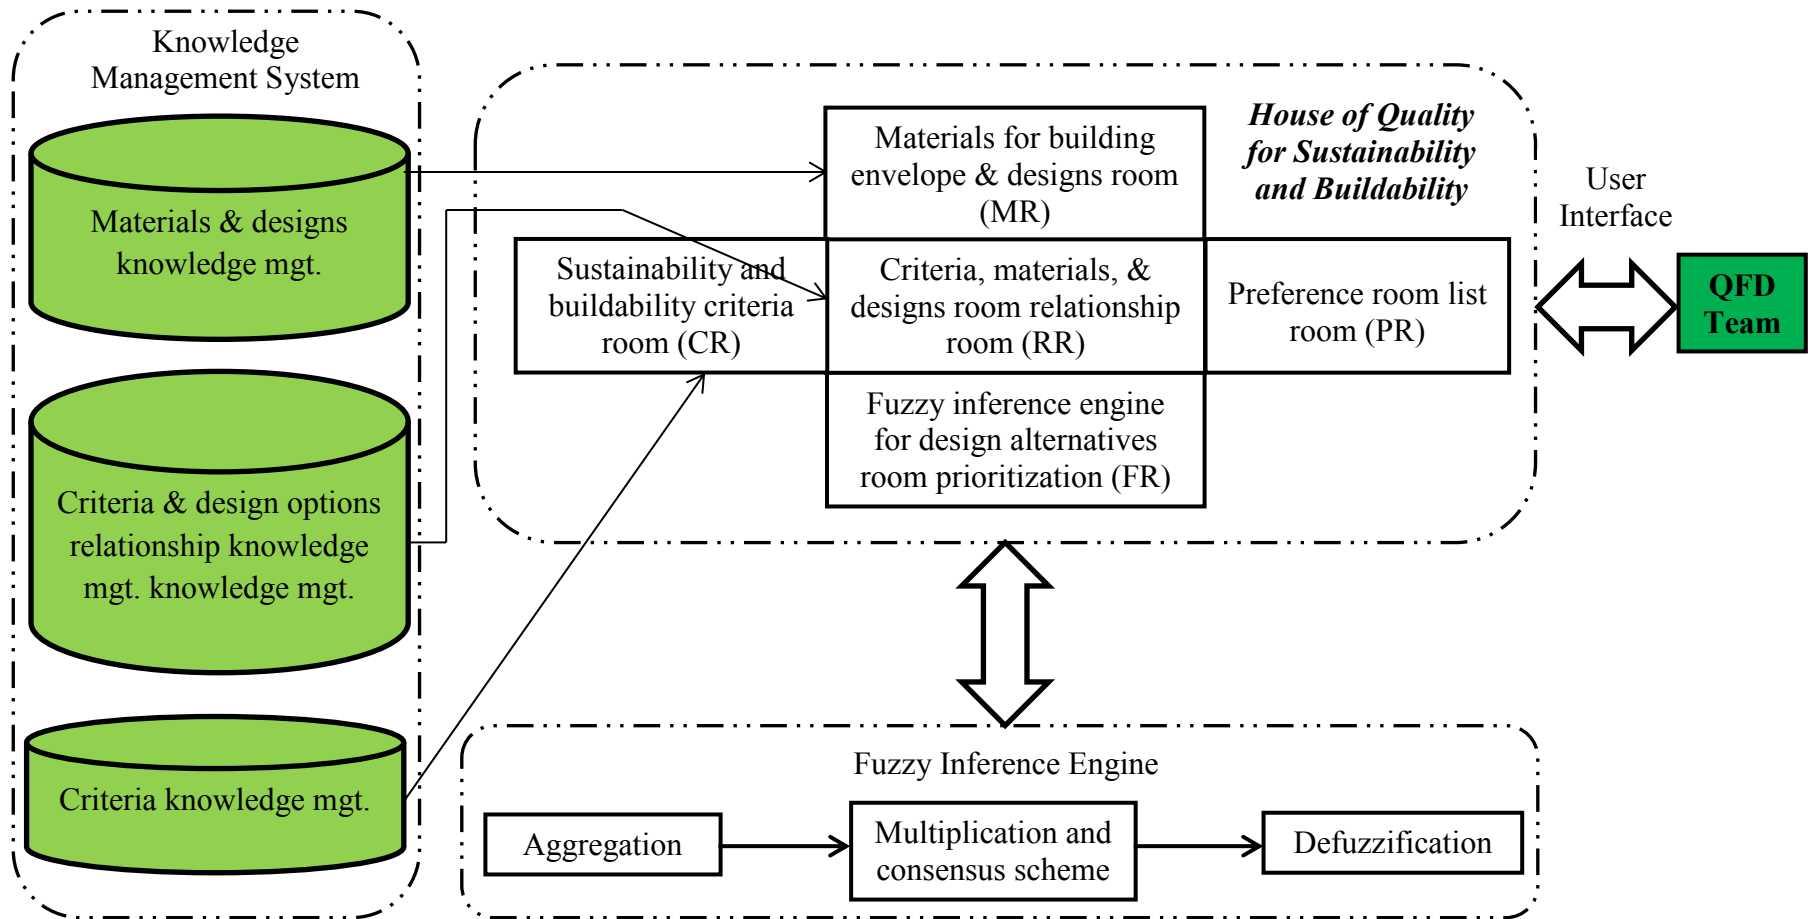 Knowledge
Management System
Materials & designs
knowledge mgt.
Criteria & design options
relationship knowledge
mgt. knowledge mgt.
Criteria knowledge mgt.
House of Quality
for Sustainability
and Buildability
Materials for building
envelope & designs room
(MR)
Sustainability and
buildability criteria
room (CR)
Criteria, materials, &
designs room relationship
room (RR)
Preference room list
room (PR)
Fuzzy inference engine
for design alternatives
room prioritization (FR)
User
Interface
QFD
Team
Fuzzy Inference Engine
Aggregation
Multiplication and
consensus scheme
Defuzzification